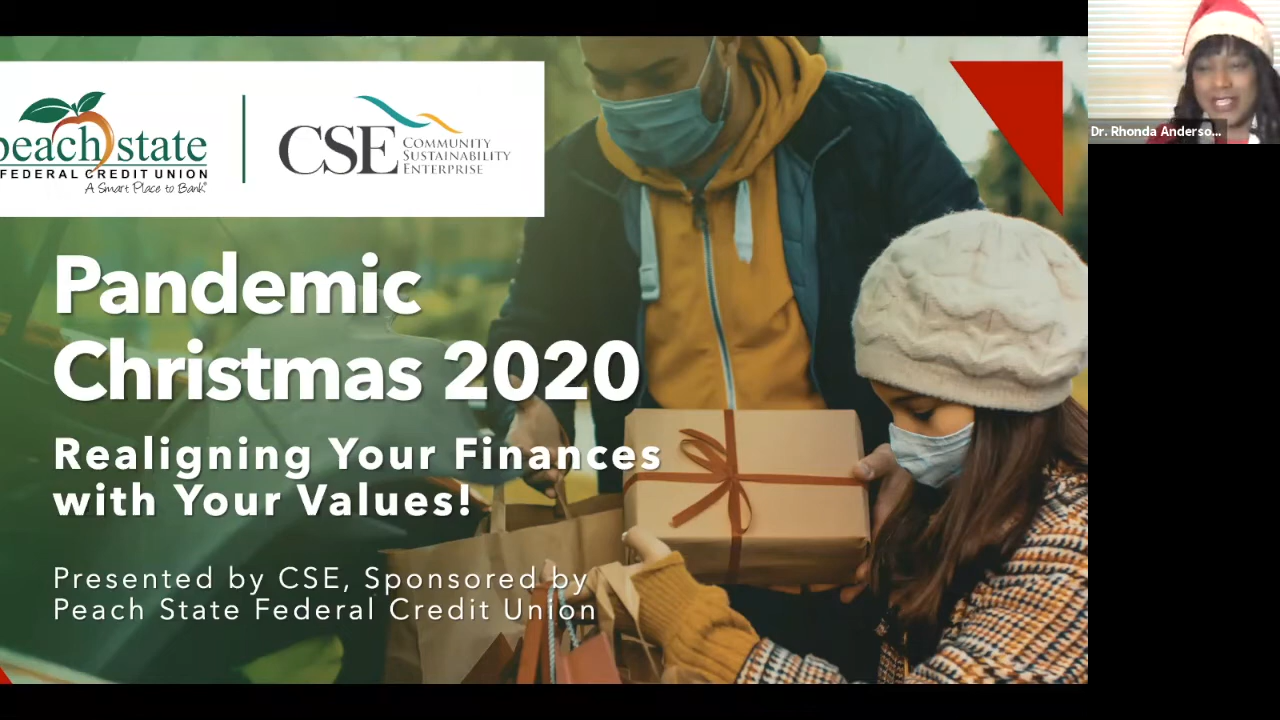 peach state
FEDERAL CREDIT UNION
A Smart Place to Bank
CSE
COMMUNITY
SUSTAINABILITY
ENTERPRISE
Pandemic
Christmas 2020
Realigning Your Finances
with Your Values!
Presented by CSE, Sponsored by
Peach State Federal Credit Union
Dr. Rhonda Anderso...